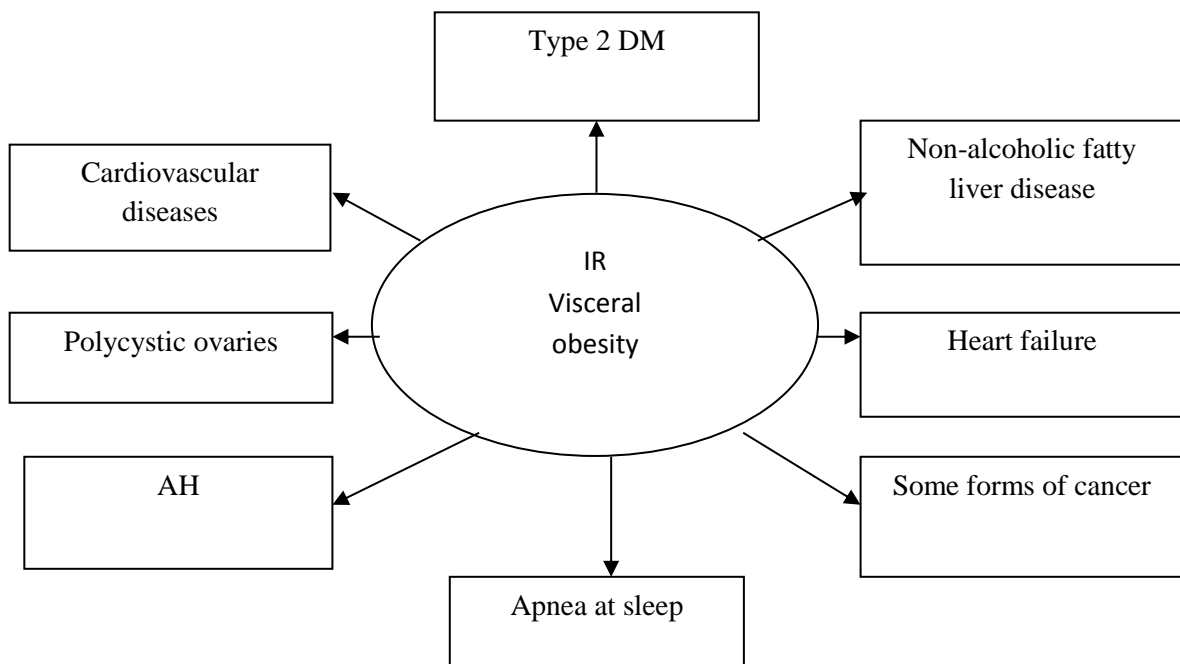 Type 2 DM
Cardiovascular
diseases
Non-alcoholic fatty
liver disease
IR
Visceral
obesity
Polycystic ovaries
Heart failure
AH
Some forms of cancer
Apnea at sleep